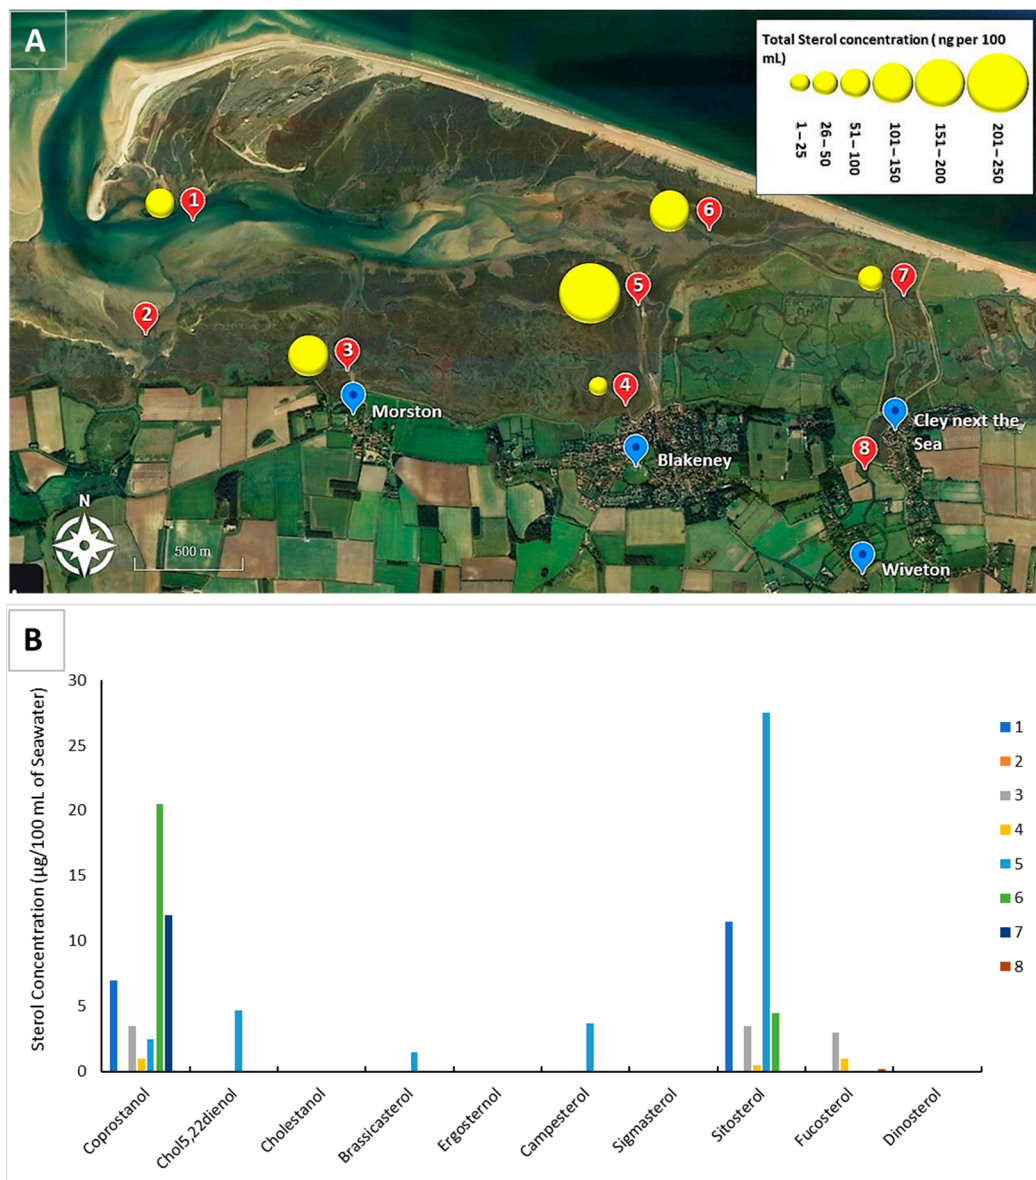 A
Total Sterol concentration ( ng per 100
mL)
1 – 25
26 – 50
51 – 100
101 – 150
151 – 200
201 – 250
1
6
7
5
2
3
4
Morston
Cley next the
Sea
8
Blakeney
N
500 m
Wiveton
B
Sterol Concentration (µg/100 mL of Seawater)
30
25
20
15
10
5
0
Coprostanol
Chol5,22dienol
Cholestanol
Brassicasterol
Ergosternol
Campesterol
Sigmasterol
Sitosterol
Fucosterol
Dinosterol
1
2
3
4
5
6
7
8